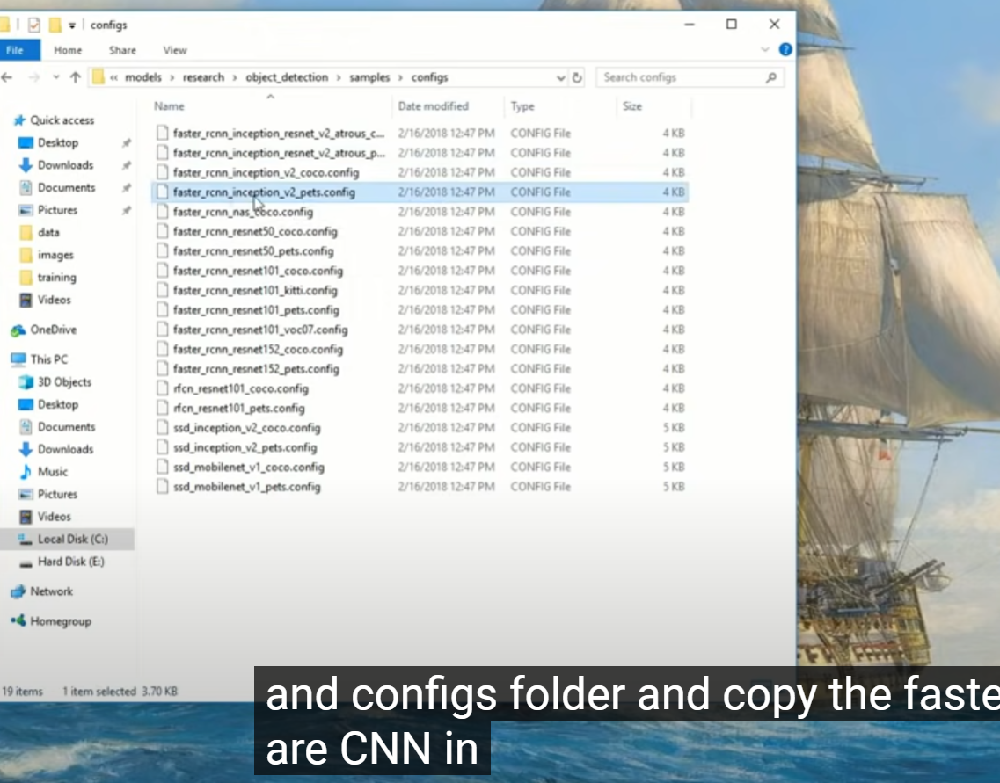 configs
File Home Share View
« models › research › object_detection › samples › configs Search configs
Name Date modified Type Size
Quick access
Desktop
Downloads
Documents
Pictures
data
images
training
Videos
OneDrive
This PC
3D Objects
Desktop
Documents
Downloads
Music
Pictures
Videos
Local Disk (C:)
Hard Disk (E:)
Network
Homegroup
faster_rcnn_inception_resnet_v2_atrous_c... 2/16/2018 12:47 PM CONFIG File 4 KB
faster_rcnn_inception_resnet_v2_atrous_p... 2/16/2018 12:47 PM CONFIG File 4 KB
faster_rcnn_inception_v2_coco.config 2/16/2018 12:47 PM CONFIG File 4 KB
faster_rcnn_inception_v2_pets.config 2/16/2018 12:47 PM CONFIG File 4 KB
faster_rcnn_nas_coco.config 2/16/2018 12:47 PM CONFIG File 4 KB
faster_rcnn_resnet50_coco.config 2/16/2018 12:47 PM CONFIG File 4 KB
faster_rcnn_resnet50_pets.config 2/16/2018 12:47 PM CONFIG File 4 KB
faster_rcnn_resnet101_coco.config 2/16/2018 12:47 PM CONFIG File 4 KB
faster_rcnn_resnet101_kitti.config 2/16/2018 12:47 PM CONFIG File 4 KB
faster_rcnn_resnet101_pets.config 2/16/2018 12:47 PM CONFIG File 4 KB
faster_rcnn_resnet101_voc07.config 2/16/2018 12:47 PM CONFIG File 4 KB
faster_rcnn_resnet152_coco.config 2/16/2018 12:47 PM CONFIG File 4 KB
faster_rcnn_resnet152_pets.config 2/16/2018 12:47 PM CONFIG File 4 KB
rfcn_resnet101_coco.config 2/16/2018 12:47 PM CONFIG File 4 KB
rfcn_resnet101_pets.config 2/16/2018 12:47 PM CONFIG File 4 KB
ssd_inception_v2_coco.config 2/16/2018 12:47 PM CONFIG File 5 KB
ssd_inception_v2_pets.config 2/16/2018 12:47 PM CONFIG File 5 KB
ssd_mobilenet_v1_coco.config 2/16/2018 12:47 PM CONFIG File 5 KB
ssd_mobilenet_v1_pets.config 2/16/2018 12:47 PM CONFIG File 5 KB
19 items 1 item selected 3.70 KB
and configs folder and copy the faste
are CNN in